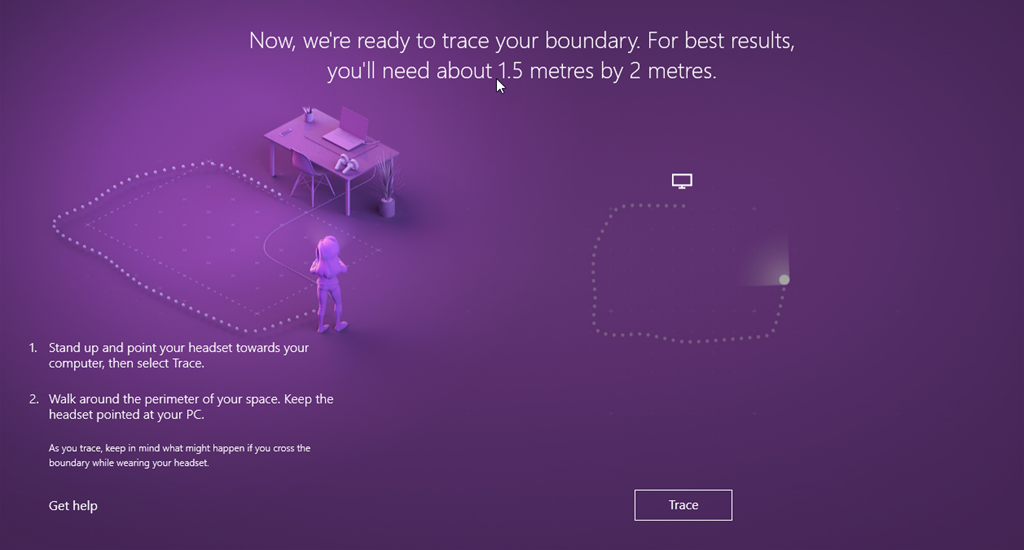 Now, we're ready to trace your boundary. For best results,
you'll need about 1.5 metres by 2 metres.
1. Stand up and point your headset towards your
computer, then select Trace.
2. Walk around the perimeter of your space. Keep the
headset pointed at your PC.
As you trace, keep in mind what might happen if you cross the
boundary while wearing your headset.
Get help
Trace